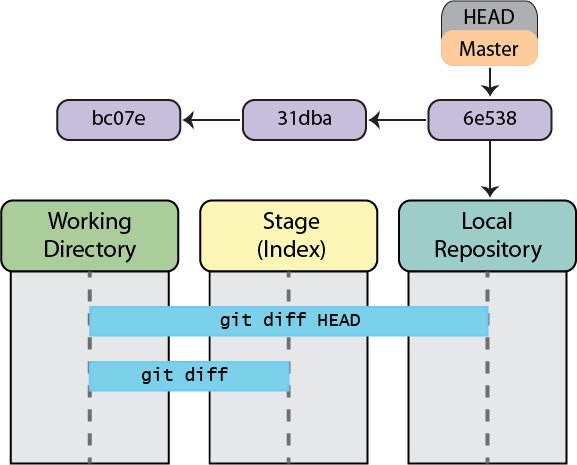 HEAD
Master
bc07e
31dba
6e538
Working
Directory
Stage
(Index)
Local
Repository
git diff HEAD
git diff